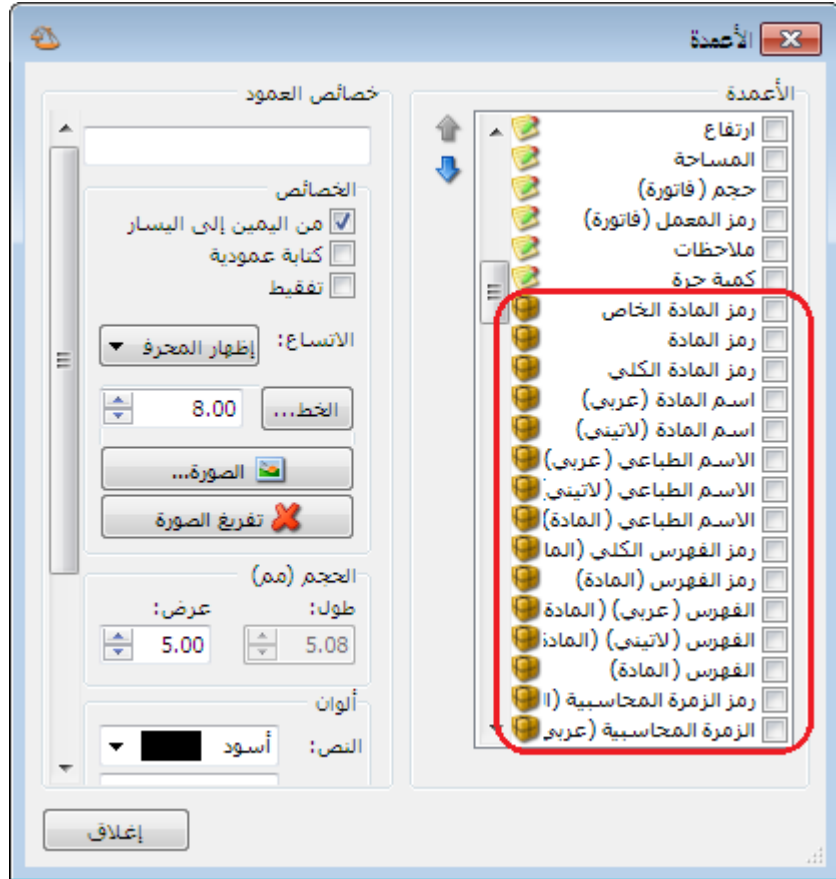 الأعمدة
الأعمدة
ارتفاع
المساحة
حجم (فاتورة)
رمز المعمل (فاتورة)
ملاحظات
كمية حرة
رمز المادة الخاص
رمز المادة
رمز المادة الكلي
اسم المادة (عربي)
اسم المادة (لاتيني)
الاسم الطباعي (عربي)
الاسم الطباعي (لاتيني
الاسم الطباعي (المادة)
رمز الفهرس الكلي (الما
رمز الفهرس (المادة)
الفهرس (عربي) (المادة
الفهرس (لاتيني) (المادة
الفهرس (المادة)
رمز الزمرة المحاسبية (ا
الزمرة المحاسبية (عربي
خصائص العمود
الخصائص
من اليمين إلى اليسار
كتابة عمودية
تفقيط
الاتساع: إظهار المحرف
الخط... 8.00
الصورة...
تفريغ الصورة
الحجم (مم)
طول: عرض:
5.08 5.00
ألوان
النص: أسود
إغلاق